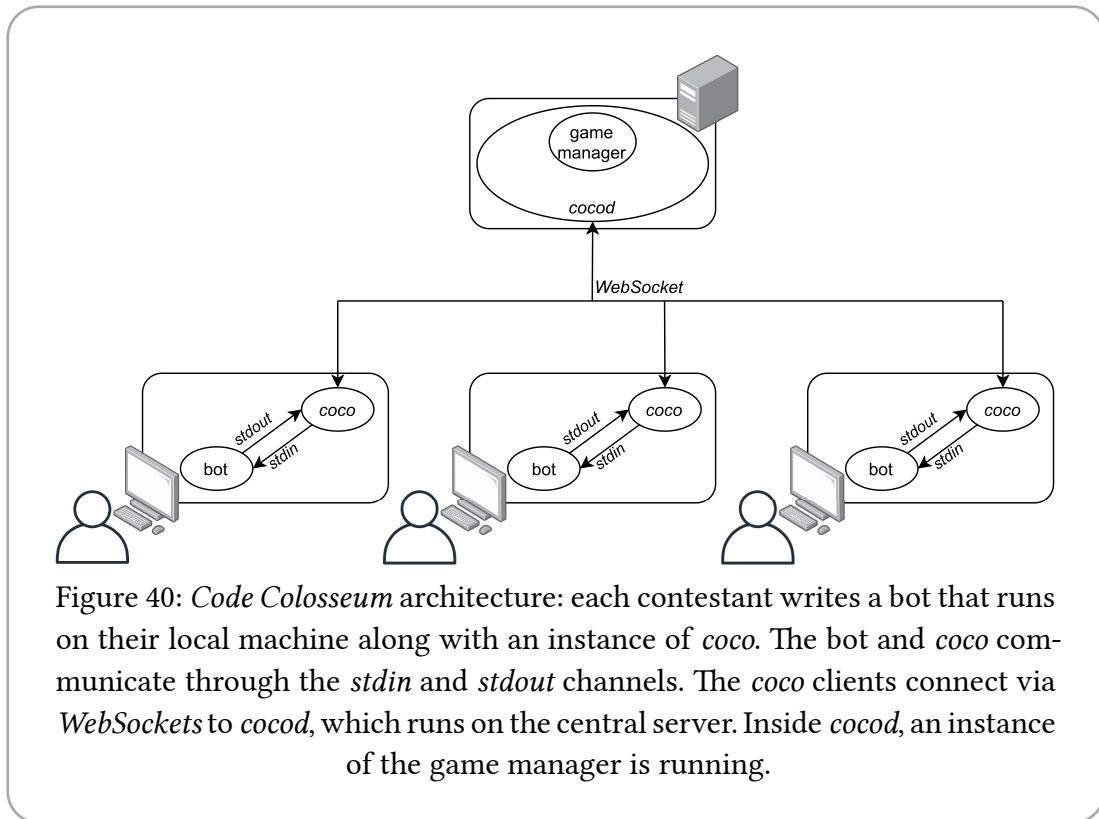 game
manager
cocod
WebSocket
coco
stdout
stdin
bot
coco
stdout
stdin
bot
coco
stdout
stdin
bot
Figure 40: Code Colosseum architecture: each contestant writes a bot that runs
on their local machine along with an instance of coco. The bot and coco com-
municate through the stdin and stdout channels. The coco clients connect via
WebSockets to cocod, which runs on the central server. Inside cocod, an instance
of the game manager is running.